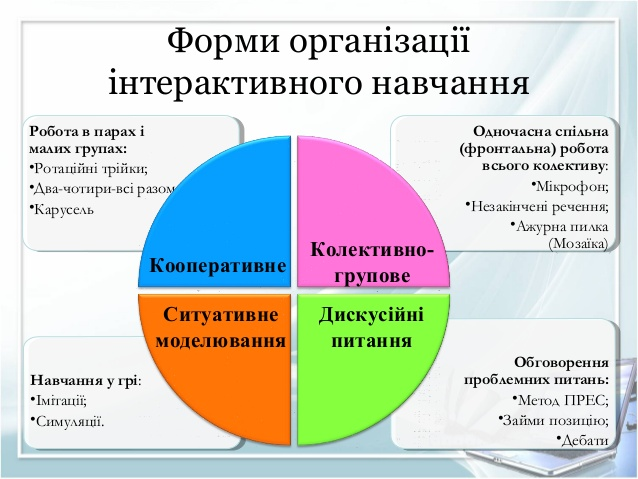 Форми організації
інтерактивного навчання
Робота в парах і
малих групах:
•Ротаційні трійки;
•Два-чотири-всі разом
•Карусель
Одночасна спільна
(фронтальна) робота
всього колективу:
•Мікрофон;
•Незакінчені речення;
•Ажурна пилка
(Мозаїка)
Кооперативне
Колективно-
групове
Ситуативне
моделювання
Дискусійні
питання
Навчання у грі:
•Імітації;
•Симуляції.
Обговорення
проблемних питань:
•Метод ПРЕС;
•Займи позицію;
•Дебати